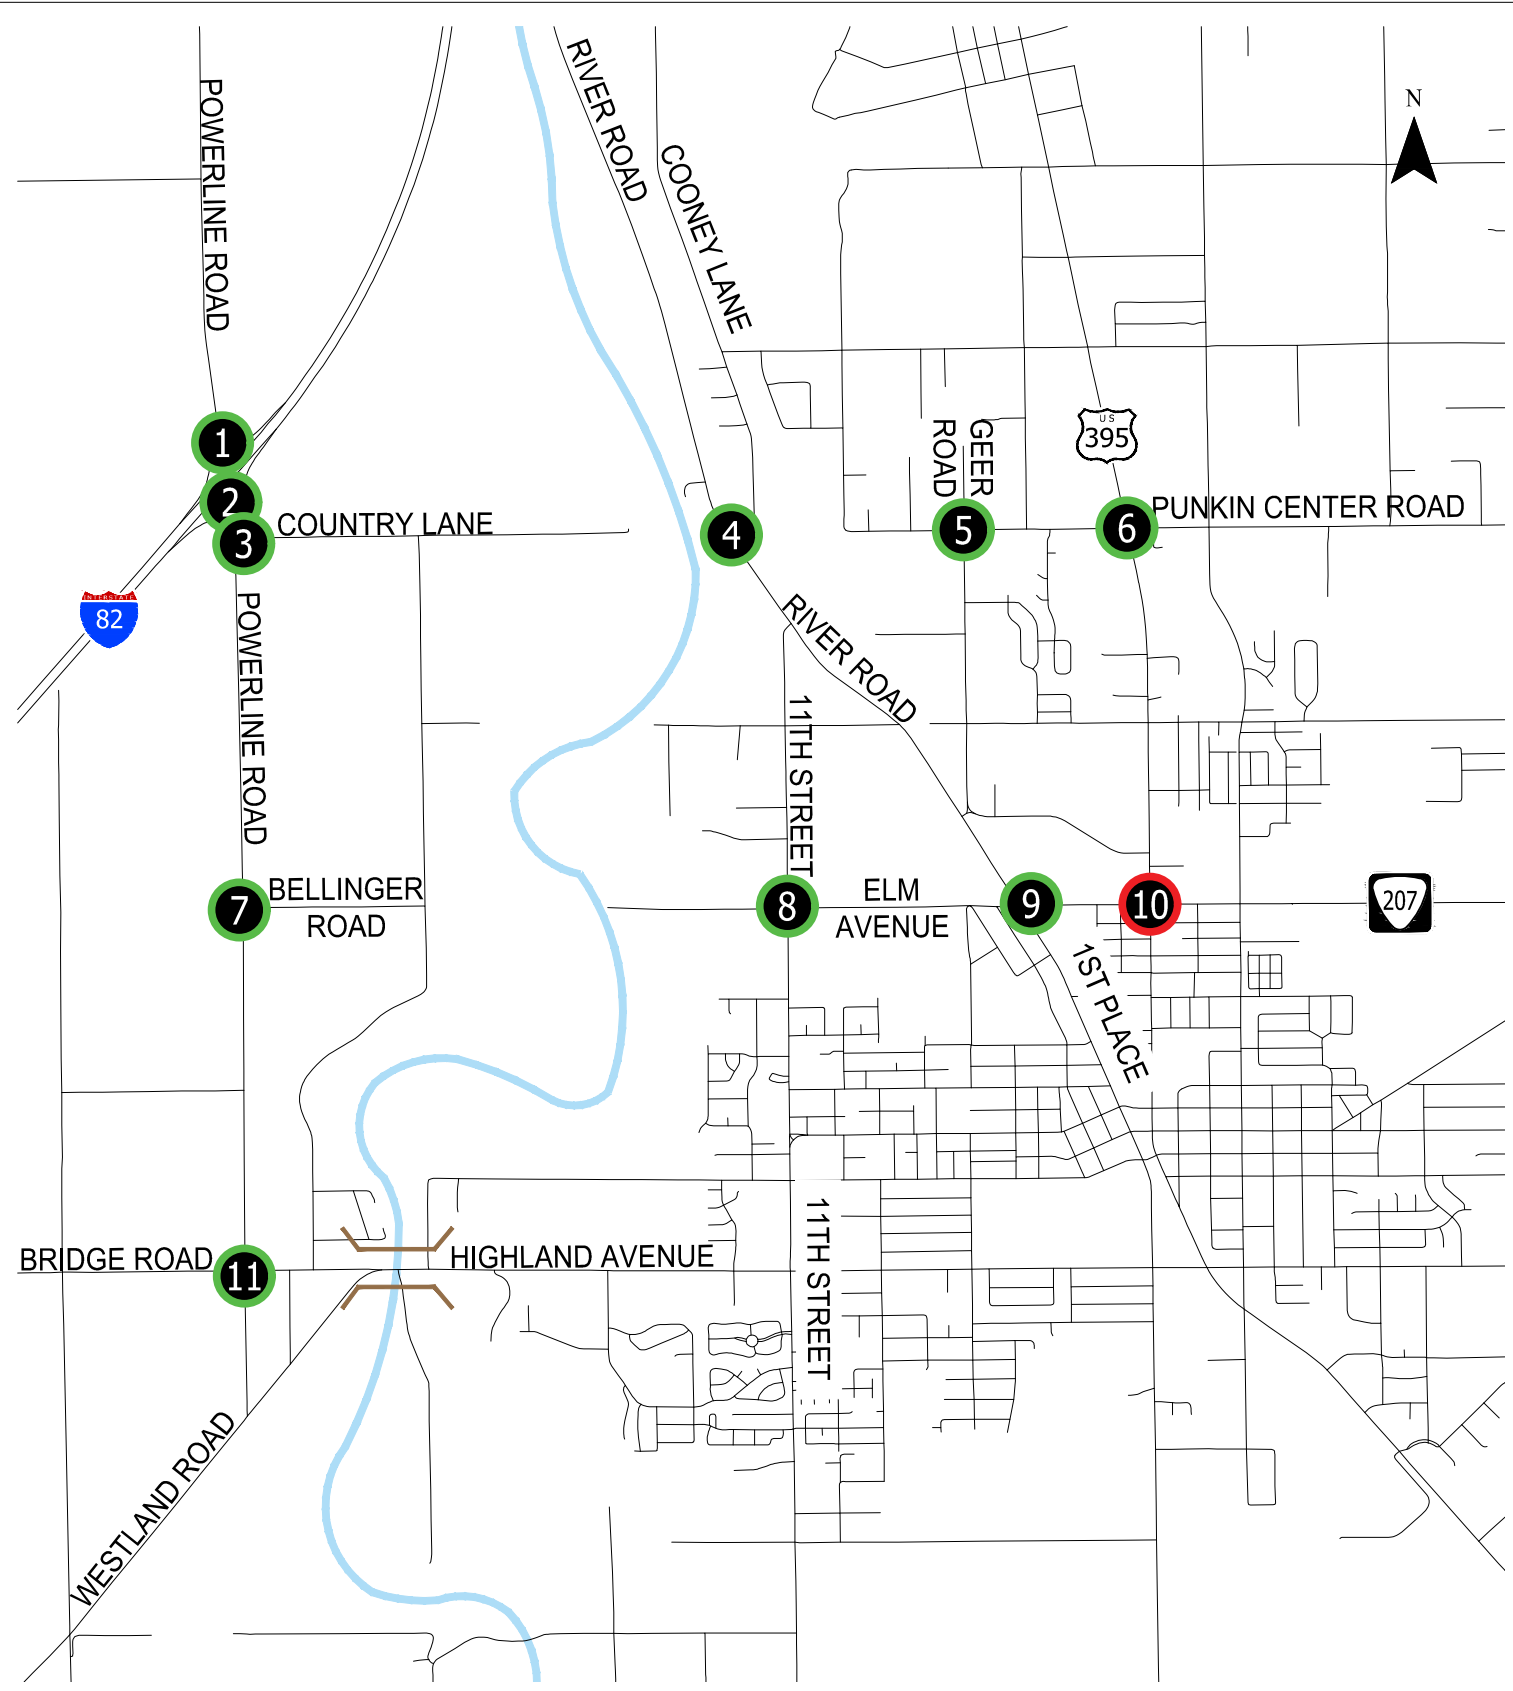 N
POWERLINE ROAD
RIVER ROAD
COONEY LANE
US
395
GEER
ROAD
1
2
3
COUNTRY LANE
4
5
6
PUNKIN CENTER ROAD
INTERSTATE
82
POWERLINE ROAD
RIVER ROAD
11TH STREET
7
BELLINGER
ROAD
8
ELM
AVENUE
9
10
207
1ST PLACE
BRIDGE ROAD
11
HIGHLAND AVENUE
11TH STREET
WESTLAND ROAD